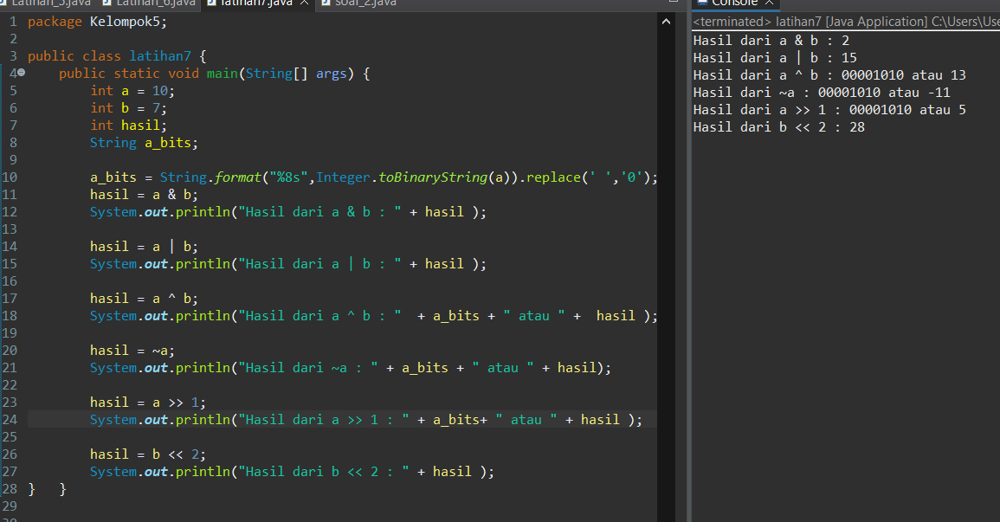 Latihan_5.java Latihan_6.java latihan7.java soal_2.java
1 package Kelompok5;
2
3 public class latihan7 {
4 public static void main(String[] args) {
5 int a = 10;
6 int b = 7;
7 int hasil;
8 String a_bits;
9
10 a_bits = String.format("%8s",Integer.toBinaryString(a)).replace(' ','0');
11 hasil = a & b;
12 System.out.println("Hasil dari a & b : " + hasil );
13
14 hasil = a | b;
15 System.out.println("Hasil dari a | b : " + hasil );
16
17 hasil = a ^ b;
18 System.out.println("Hasil dari a ^ b : "  + a_bits + " atau " +  hasil );
19
20 hasil = ~a;
21 System.out.println("Hasil dari ~a : " + a_bits + " atau " + hasil);
22
23 hasil = a >> 1;
24 System.out.println("Hasil dari a >> 1 : " + a_bits+ " atau " + hasil );
25
26 hasil = b << 2;
27 System.out.println("Hasil dari b << 2 : " + hasil );
28 } }
29
30
Console
<terminated> latihan7 [Java Application] C:\Users\Use
Hasil dari a & b : 2
Hasil dari a | b : 15
Hasil dari a ^ b : 00001010 atau 13
Hasil dari ~a : 00001010 atau -11
Hasil dari a >> 1 : 00001010 atau 5
Hasil dari b << 2 : 28